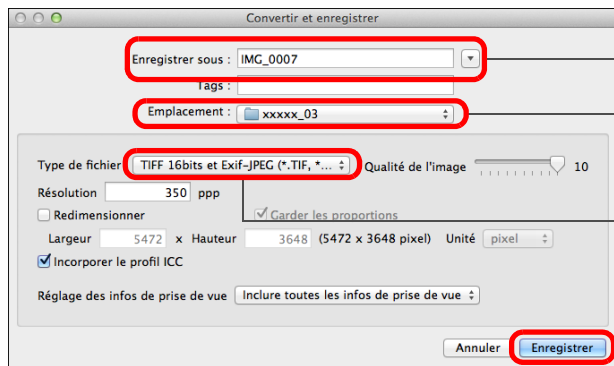 Convertir et enregistrer
Enregistrer sous : IMG_0007
Tags :
Emplacement : xxxxx_03
Type de fichier TIFF 16bits et Exif-JPEG (*.TIF, *... Qualité de l'image 10
Résolution 350 ppp
Redimensionner Garder les proportions
Largeur 5472 x Hauteur 3648 (5472 x 3648 pixel) Unité pixel
Incorporer le profil ICC
Réglage des infos de prise de vue Inclure toutes les infos de prise de vue
Annuler Enregistrer